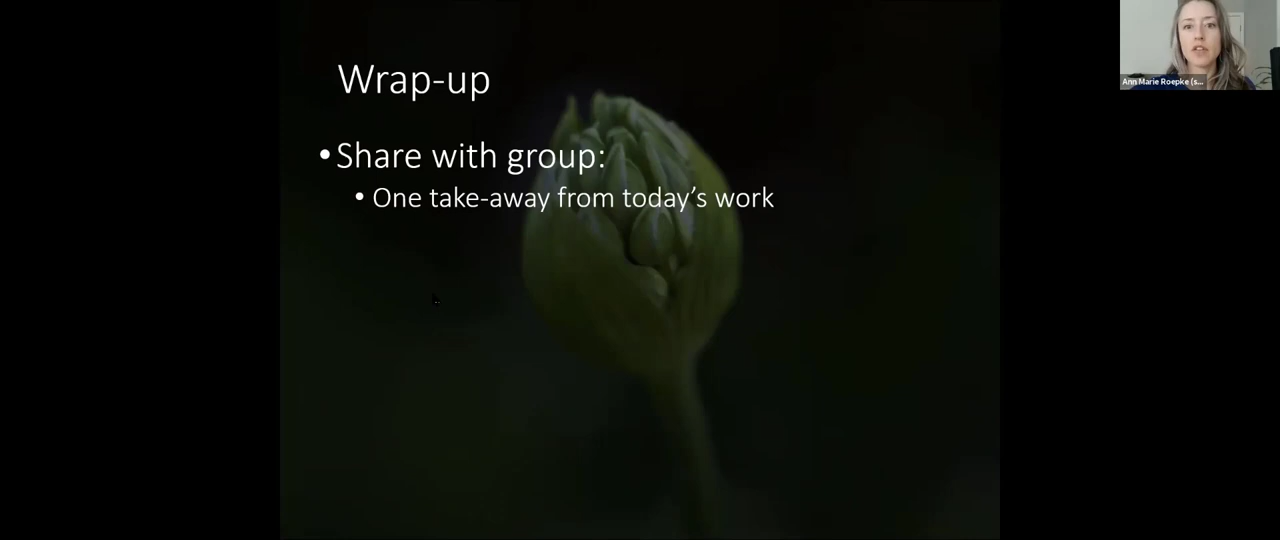 Wrap-up
• Share with group:
• One take-away from today's work
Ann Marie Roepke (s...